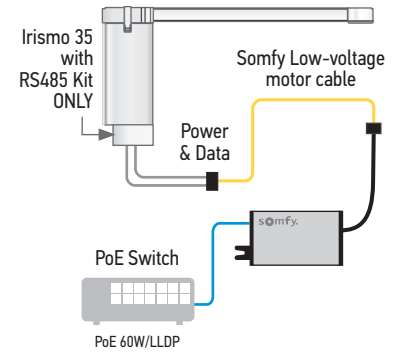 Irismo 35
with
RS485 Kit
ONLY
Somfy Low-voltage
motor cable
Power
& Data
somfy.
PoE Switch
PoE 60W/LLDP